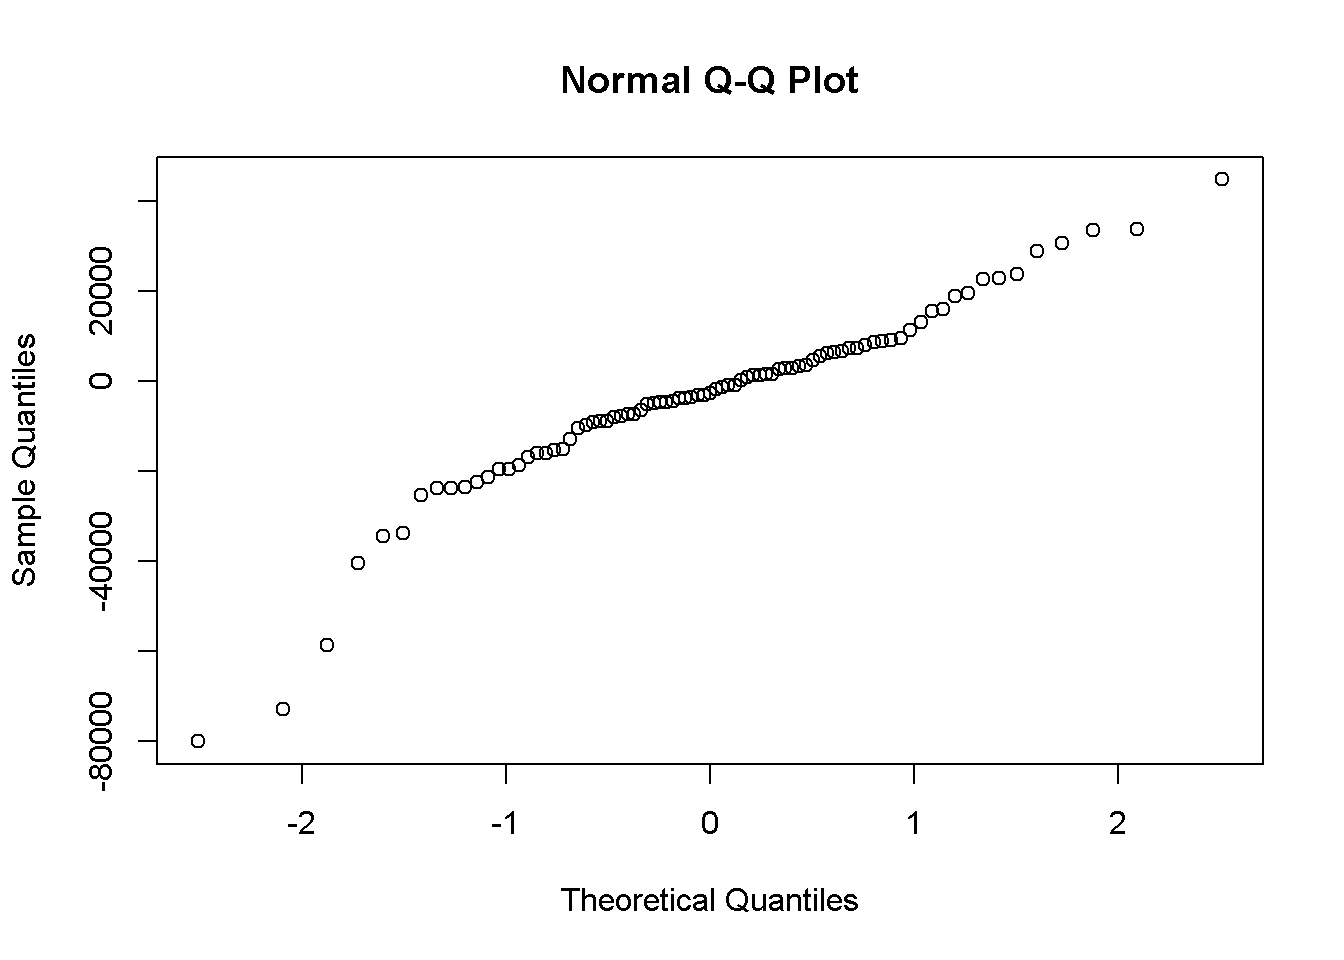 Normal Q-Q Plot
Sample Quantiles
20000
0
-40000
-80000
-2 -1 0 1 2
Theoretical Quantiles